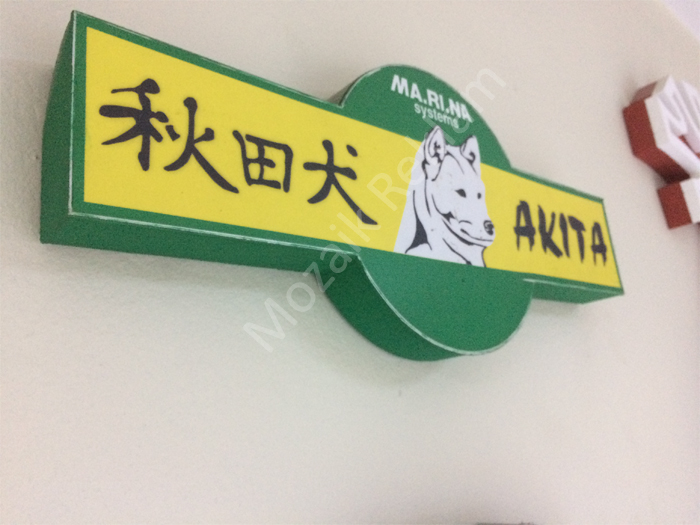 MA.RI.NA
systems
秋田犬
AKITA